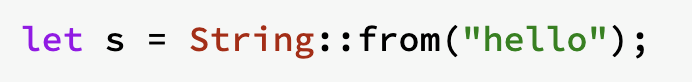 let s = String::from("hello");